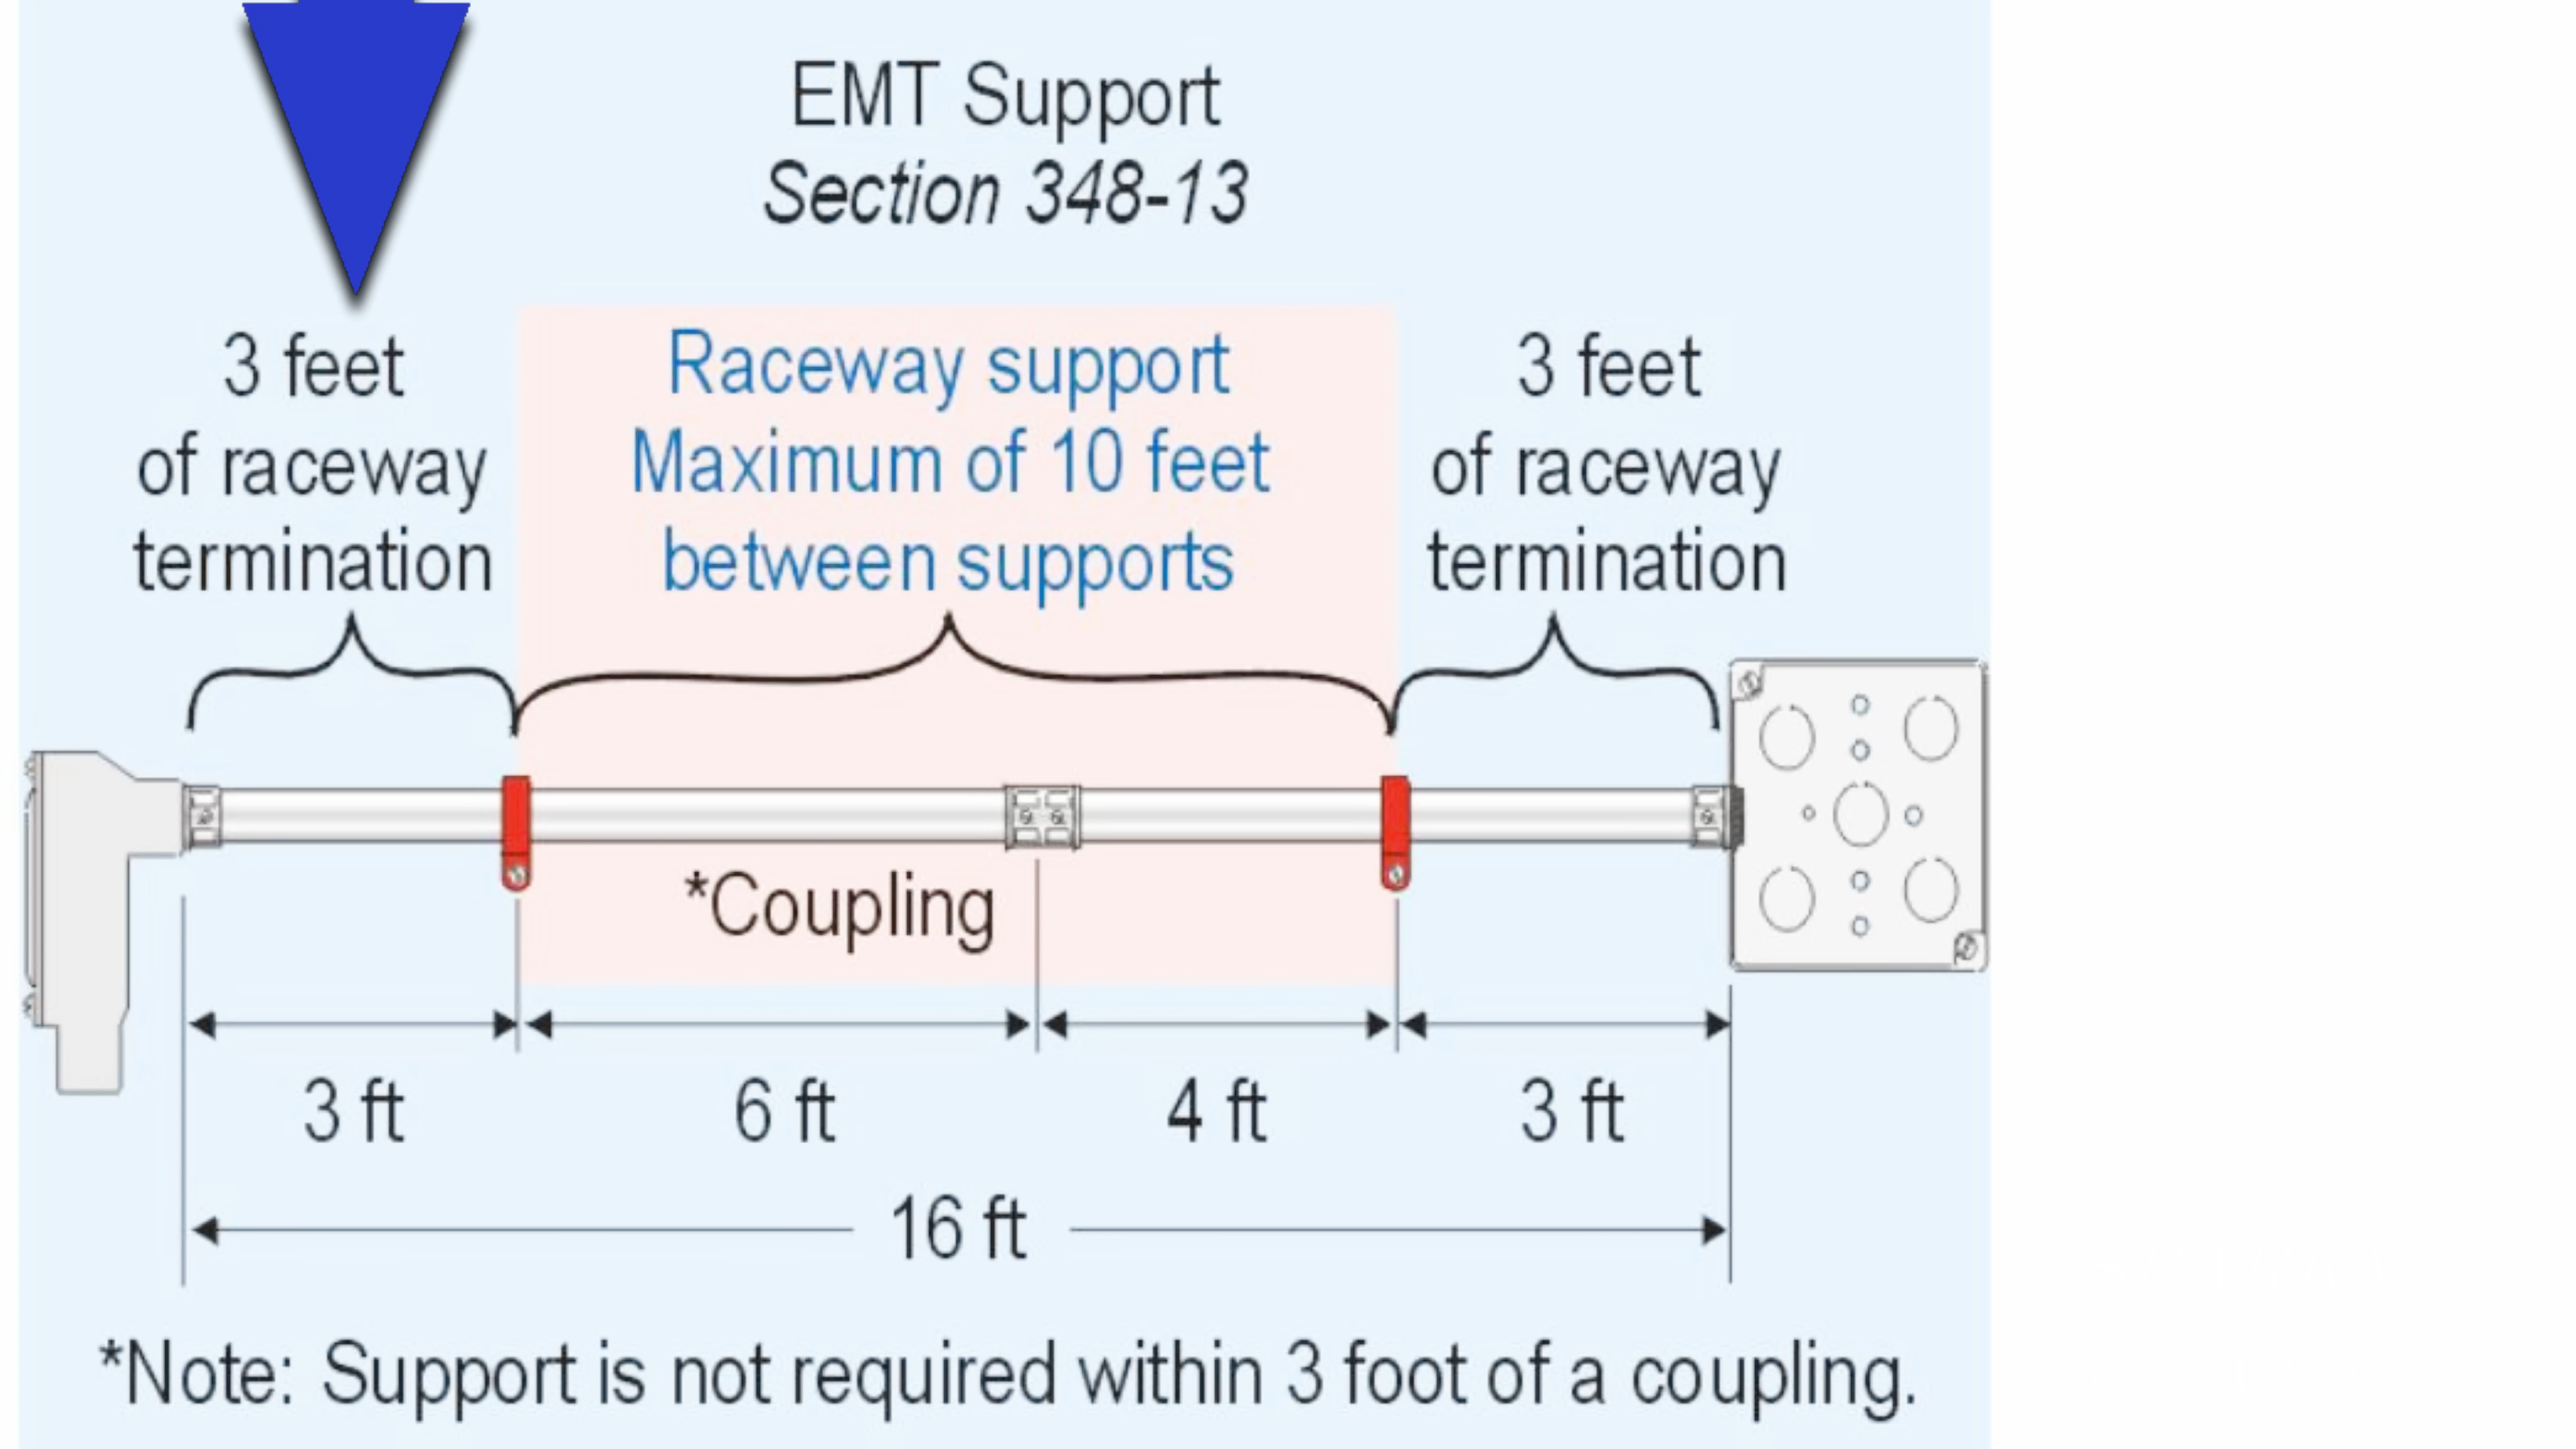 EMT Support
Section 348-13
3 feet
of raceway
termination
Raceway support
Maximum of 10 feet
between supports
3 feet
of raceway
termination
*Coupling
3 ft
6 ft
4 ft
3 ft
16 ft
*Note: Support is not required within 3 foot of a coupling.